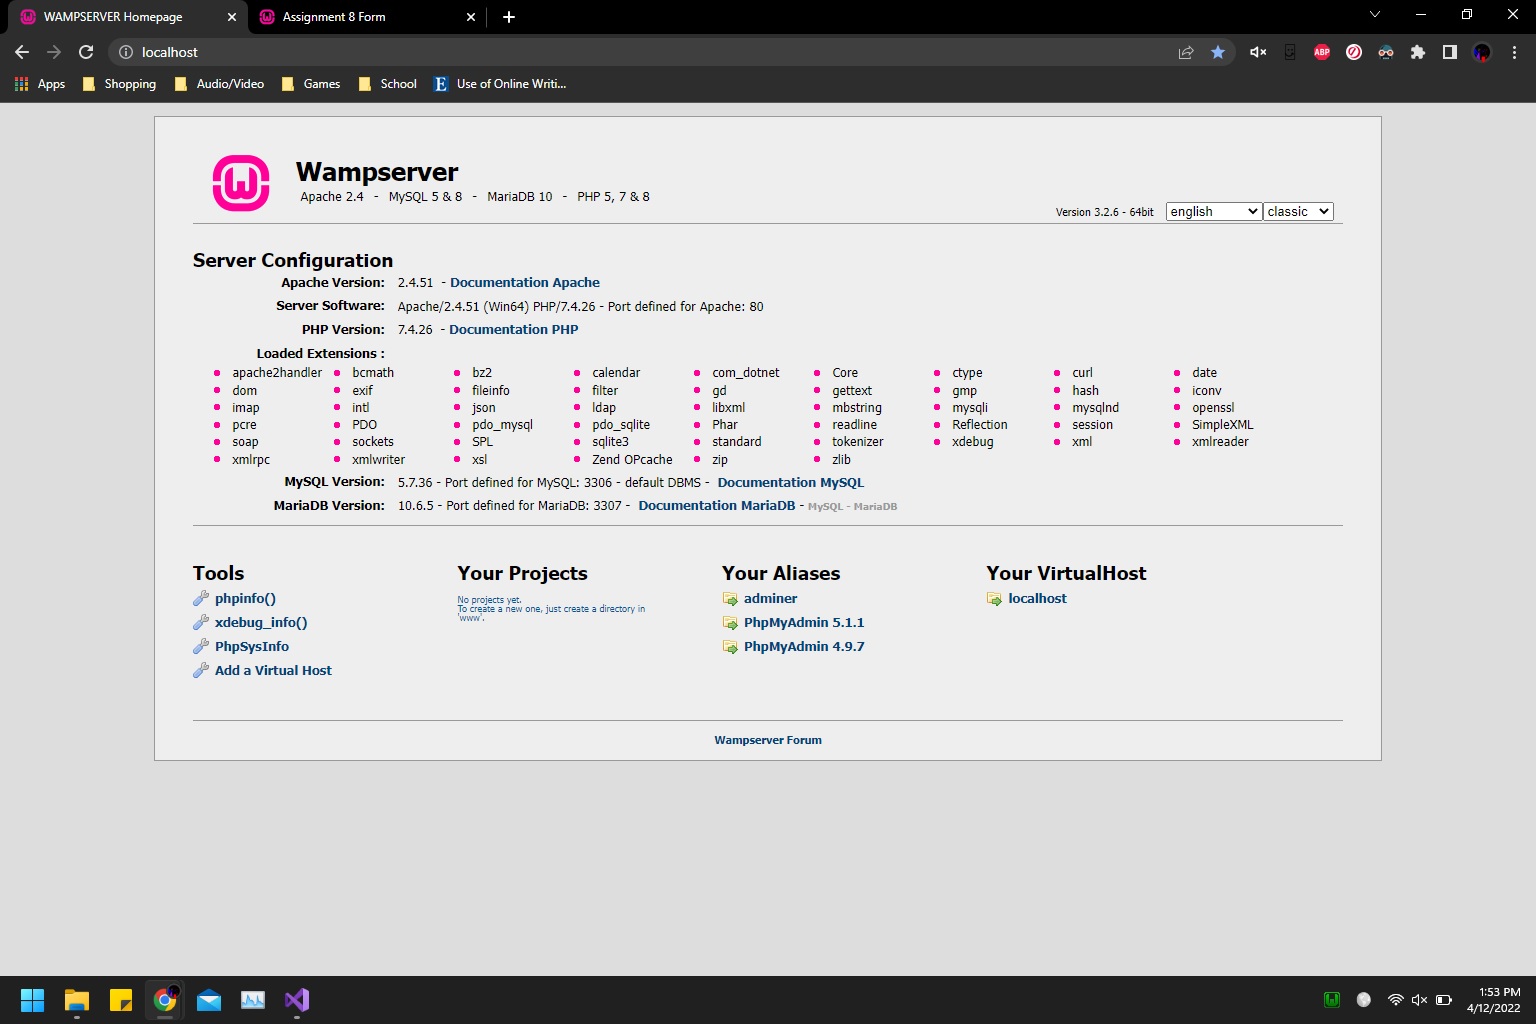 WAMPSERVER Homepage
Assignment 8 Form
localhost
ABP
Apps
Shopping
Audio/Video
Games
School
E Use of Online Writi...
Wampserver
Apache 2.4 - MySQL 5 & 8 - MariaDB 10 - PHP 5, 7 & 8
Version 3.2.6 - 64bit english classic
Server Configuration
Apache Version: 2.4.51 - Documentation Apache
Server Software: Apache/2.4.51 (Win64) PHP/7.4.26 - Port defined for Apache: 80
PHP Version: 7.4.26 - Documentation PHP
Loaded Extensions :
apache2handler bcmath bz2 calendar com_dotnet Core ctype curl date
dom exif fileinfo filter gd gettext gmp hash iconv
imap intl json ldap libxml mbstring mysqli mysqlnd openssl
pcre PDO pdo_mysql pdo_sqlite Phar readline Reflection session SimpleXML
soap sockets SPL sqlite3 standard tokenizer xdebug xml xmlreader
xmlrpc xmlwriter xsl Zend OPcache zip zlib
MySQL Version: 5.7.36 - Port defined for MySQL: 3306 - default DBMS - Documentation MySQL
MariaDB Version: 10.6.5 - Port defined for MariaDB: 3307 - Documentation MariaDB - MySQL - MariaDB
Tools
phpinfo()
xdebug_info()
PhpSysInfo
Add a Virtual Host
Your Projects
No projects yet.
To create a new one, just create a directory in
'www'.
Your Aliases
adminer
PhpMyAdmin 5.1.1
PhpMyAdmin 4.9.7
Your VirtualHost
localhost
Wampserver Forum
1:53 PM
4/12/2022